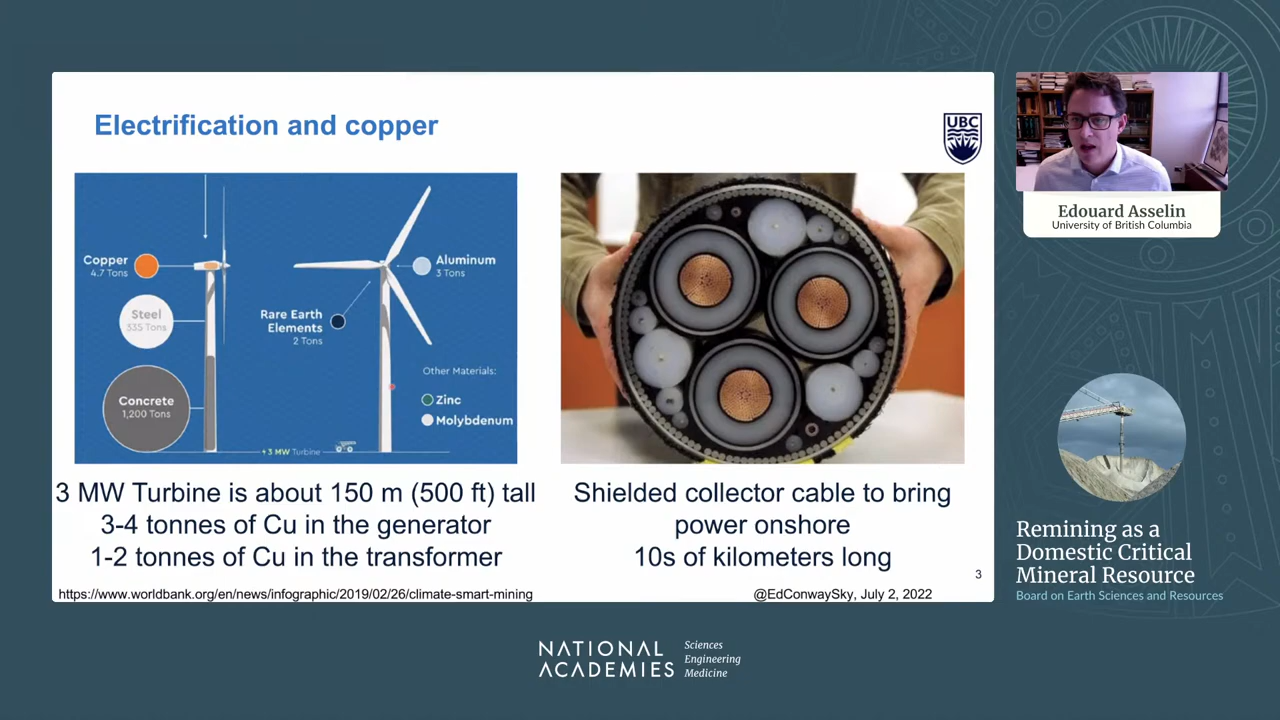 Electrification and copper
UBC
Copper
4.7 Tons
Steel
335 Tons
Concrete
1,200 Tons
Aluminum
3 Tons
Rare Earth
Elements
2 Tons
Other Materials:
Zinc
Molybdenum
3 MW Turbine
3 MW Turbine is about 150 m (500 ft) tall
3-4 tonnes of Cu in the generator
1-2 tonnes of Cu in the transformer
https://www.worldbank.org/en/news/infographic/2019/02/26/climate-smart-mining
Shielded collector cable to bring
power onshore
10s of kilometers long
@EdConwaySky, July 2, 2022
3
Edouard Asselin
University of British Columbia
Remining as a
Domestic Critical
Mineral Resource
Board on Earth Sciences and Resources
NATIONAL
ACADEMIES
Sciences
Engineering
Medicine